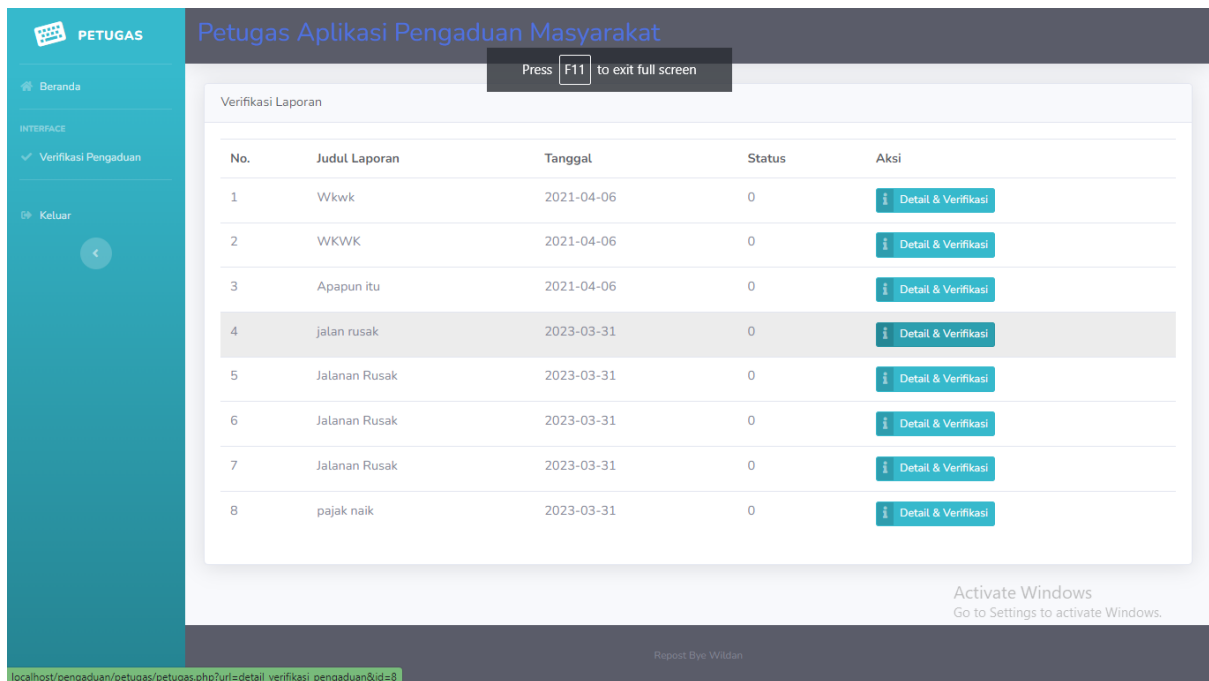 PETUGAS
Petugas Aplikasi Pengaduan Masyarakat
Press F11 to exit full screen
Beranda
INTERFACE
Verifikasi Pengaduan
Keluar
Verifikasi Laporan
No. Judul Laporan Tanggal Status Aksi
1 Wkwk 2021-04-06 0 Detail & Verifikasi
2 WKWK 2021-04-06 0 Detail & Verifikasi
3 Apapun itu 2021-04-06 0 Detail & Verifikasi
4 jalan rusak 2023-03-31 0 Detail & Verifikasi
5 Jalanan Rusak 2023-03-31 0 Detail & Verifikasi
6 Jalanan Rusak 2023-03-31 0 Detail & Verifikasi
7 Jalanan Rusak 2023-03-31 0 Detail & Verifikasi
8 pajak naik 2023-03-31 0 Detail & Verifikasi
Activate Windows
Go to Settings to activate Windows.
Repost Bye Wildan
localhost/pengaduan/petugas/petugas.php?url=detail_verifikasi_pengaduan&id=8